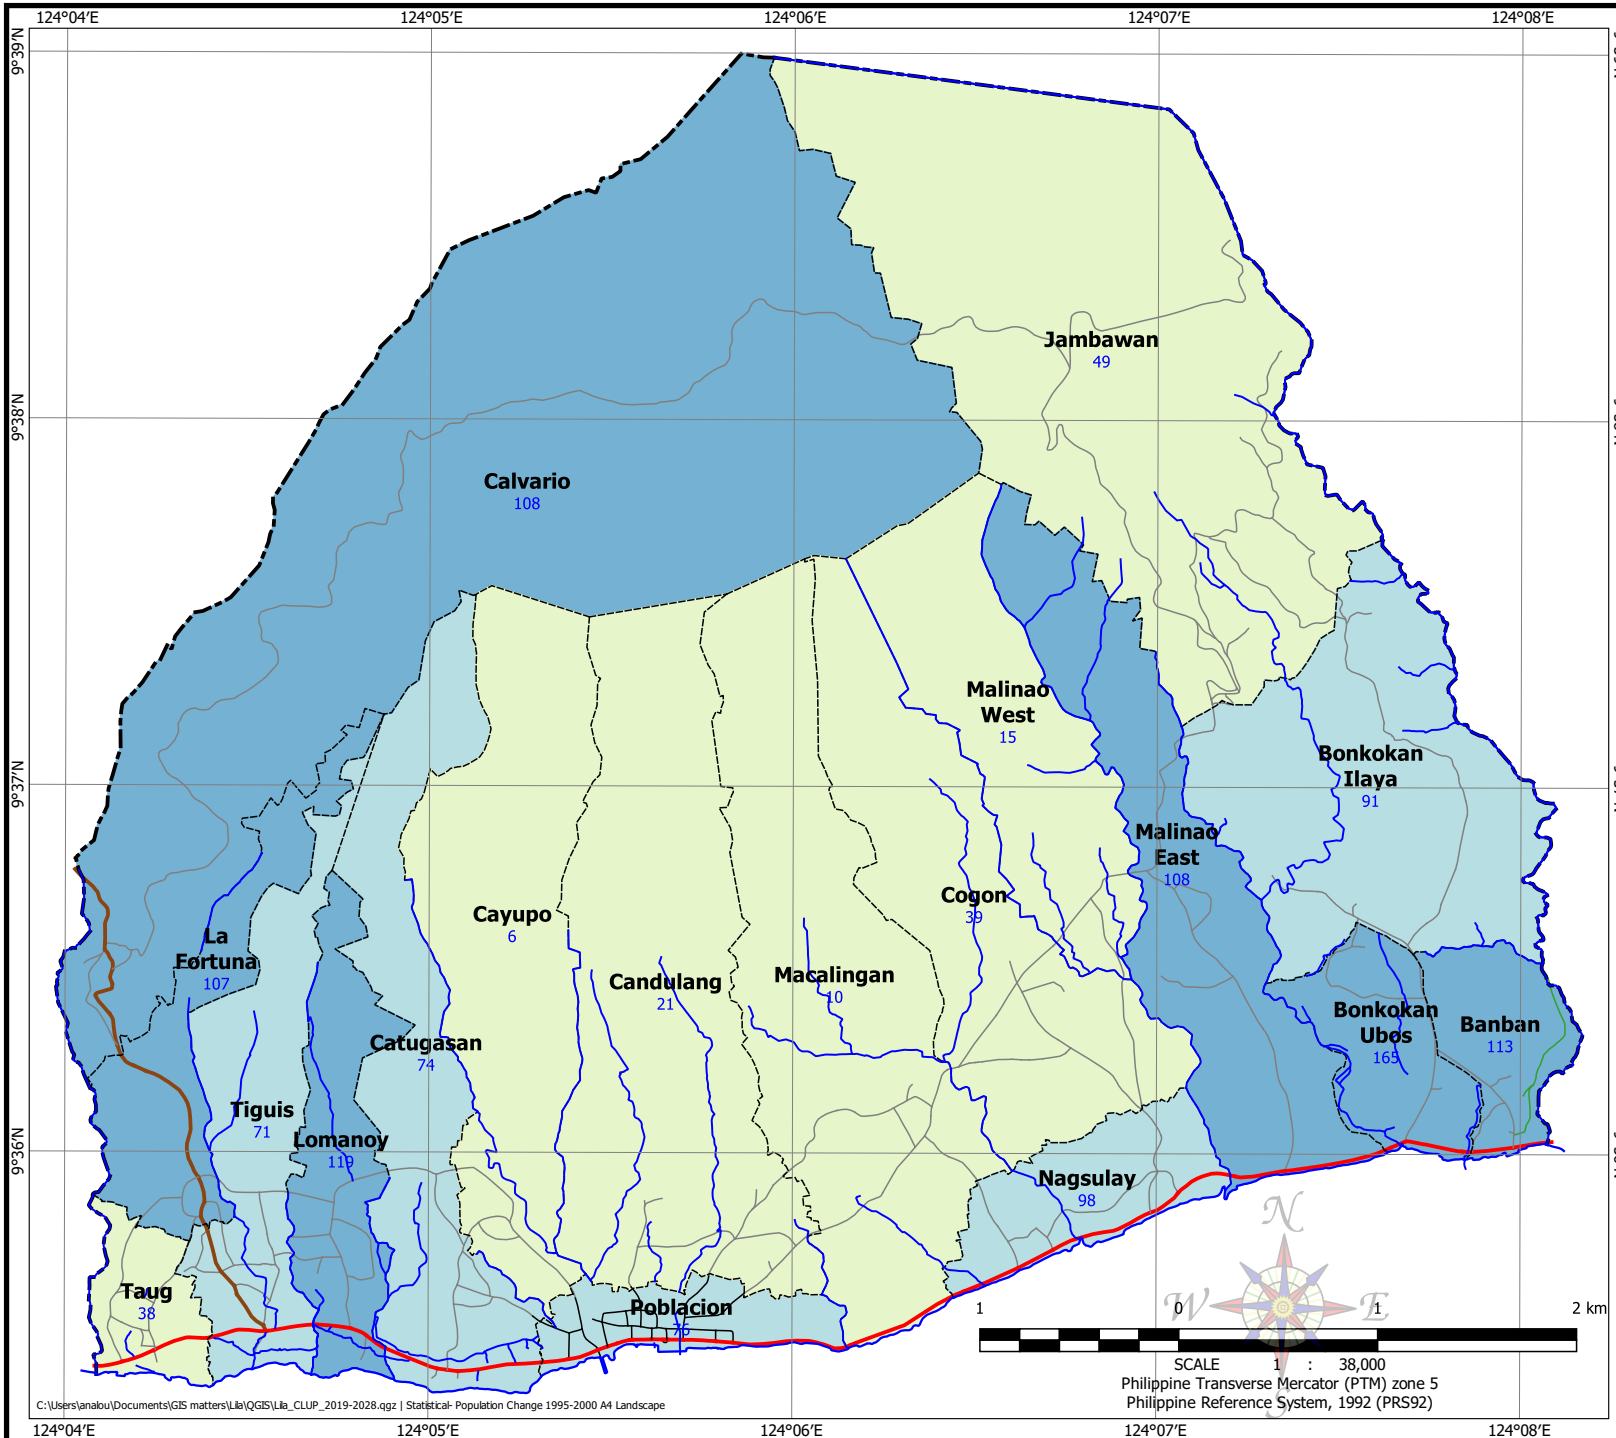 124°04'E 124°05'E 124°06'E 124°07'E 124°08'E
9°39'N
Jambawan
49
9°38'N
Calvario
108
Malinao
West
15
Bonkokan
Ilaya
91
9°37'N
Malinao
East
108
Cogon
39
Cayupo
6
La
Fortuna
107
Candulang
21
Macalingan
10
Bonkokan
Ubos
165
Banban
113
Catugasan
74
Tiguis
71
Lomanoy
119
9°36'N
Nagsulay
98
Taug
38
Poblacion
76
N
W E
S
1 0 1 2 km
SCALE 1 : 38,000
Philippine Transverse Mercator (PTM) zone 5
Philippine Reference System, 1992 (PRS92)
C:\Users\analou\Documents\GIS matters\Lila\QGIS\Lila_CLUP_2019-2028.qgz | Statistical- Population Change 1995-2000 A4 Landscape
124°04'E 124°05'E 124°06'E 124°07'E 124°08'E